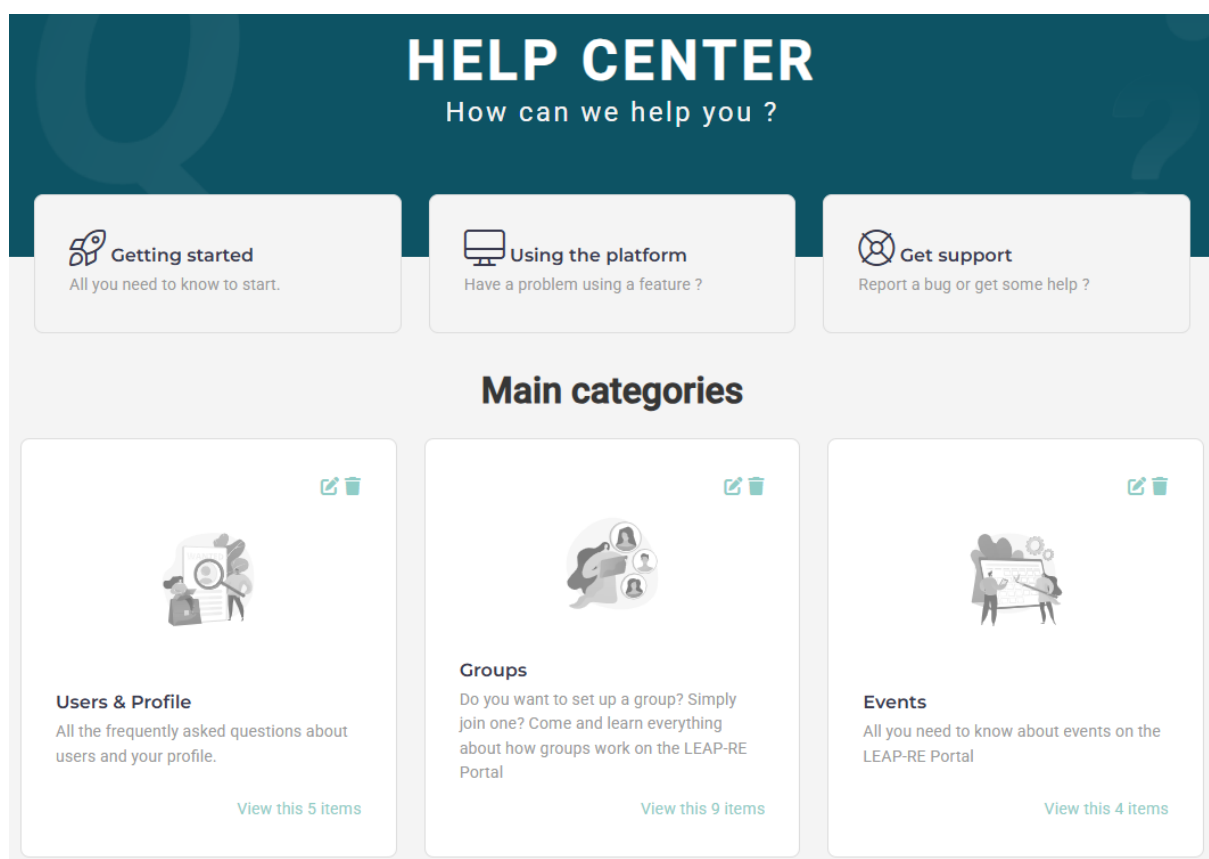 HELP CENTER
How can we help you ?
Getting started
All you need to know to start.
Using the platform
Have a problem using a feature ?
Get support
Report a bug or get some help ?
Main categories
Users & Profile
All the frequently asked questions about
users and your profile.
View this 5 items
Groups
Do you want to set up a group? Simply
join one? Come and learn everything
about how groups work on the LEAP-RE
Portal
View this 9 items
Events
All you need to know about events on the
LEAP-RE Portal
View this 4 items